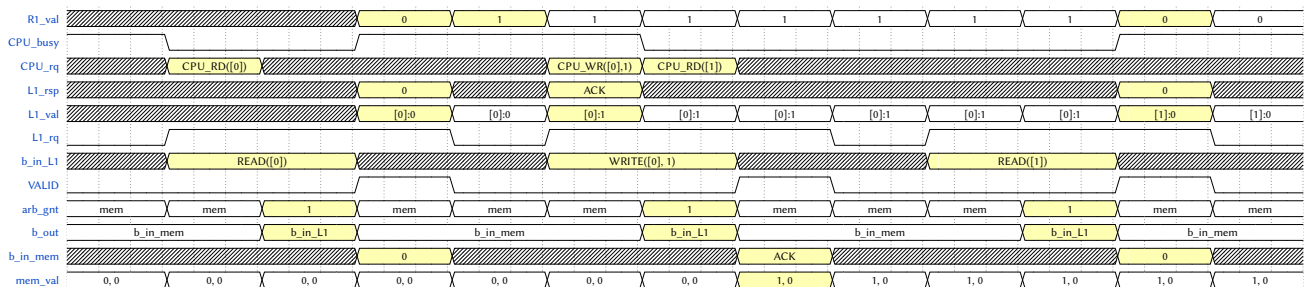 R1_val 0 1 1 1 1 1 1 1 0 0
CPU_busy
CPU_rq CPU_RD([0]) CPU_WR([0],1) CPU_RD([1])
L1_rsp 0 ACK 0
L1_val [0]:0 [0]:0 [0]:1 [0]:1 [0]:1 [0]:1 [0]:1 [0]:1 [1]:0 [1]:0
L1_rq
b_in_L1 READ([0]) WRITE([0], 1) READ([1])
VALID
arb_gnt mem mem 1 mem mem mem 1 mem mem mem 1 mem mem
b_out b_in_mem b_in_L1 b_in_mem b_in_L1 b_in_mem b_in_L1 b_in_mem
b_in_mem 0 ACK 0
mem_val 0, 0 0, 0 0, 0 0, 0 0, 0 0, 0 0, 0 1, 0 1, 0 1, 0 1, 0 1, 0 1, 0